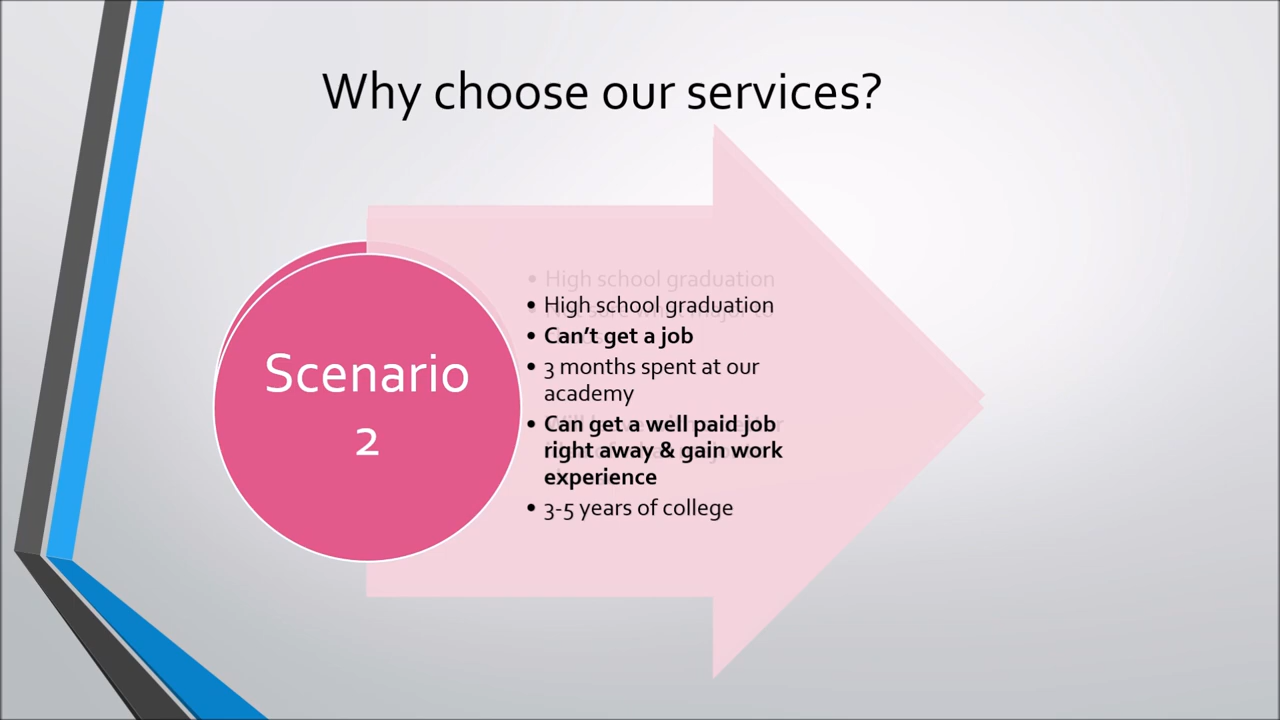 Why choose our services?
Scenario
2
• High school graduation
• High school graduation
• Can't get a job
• 3 months spent at our
academy
• Can get a well paid job
right away & gain work
experience
• 3-5 years of college